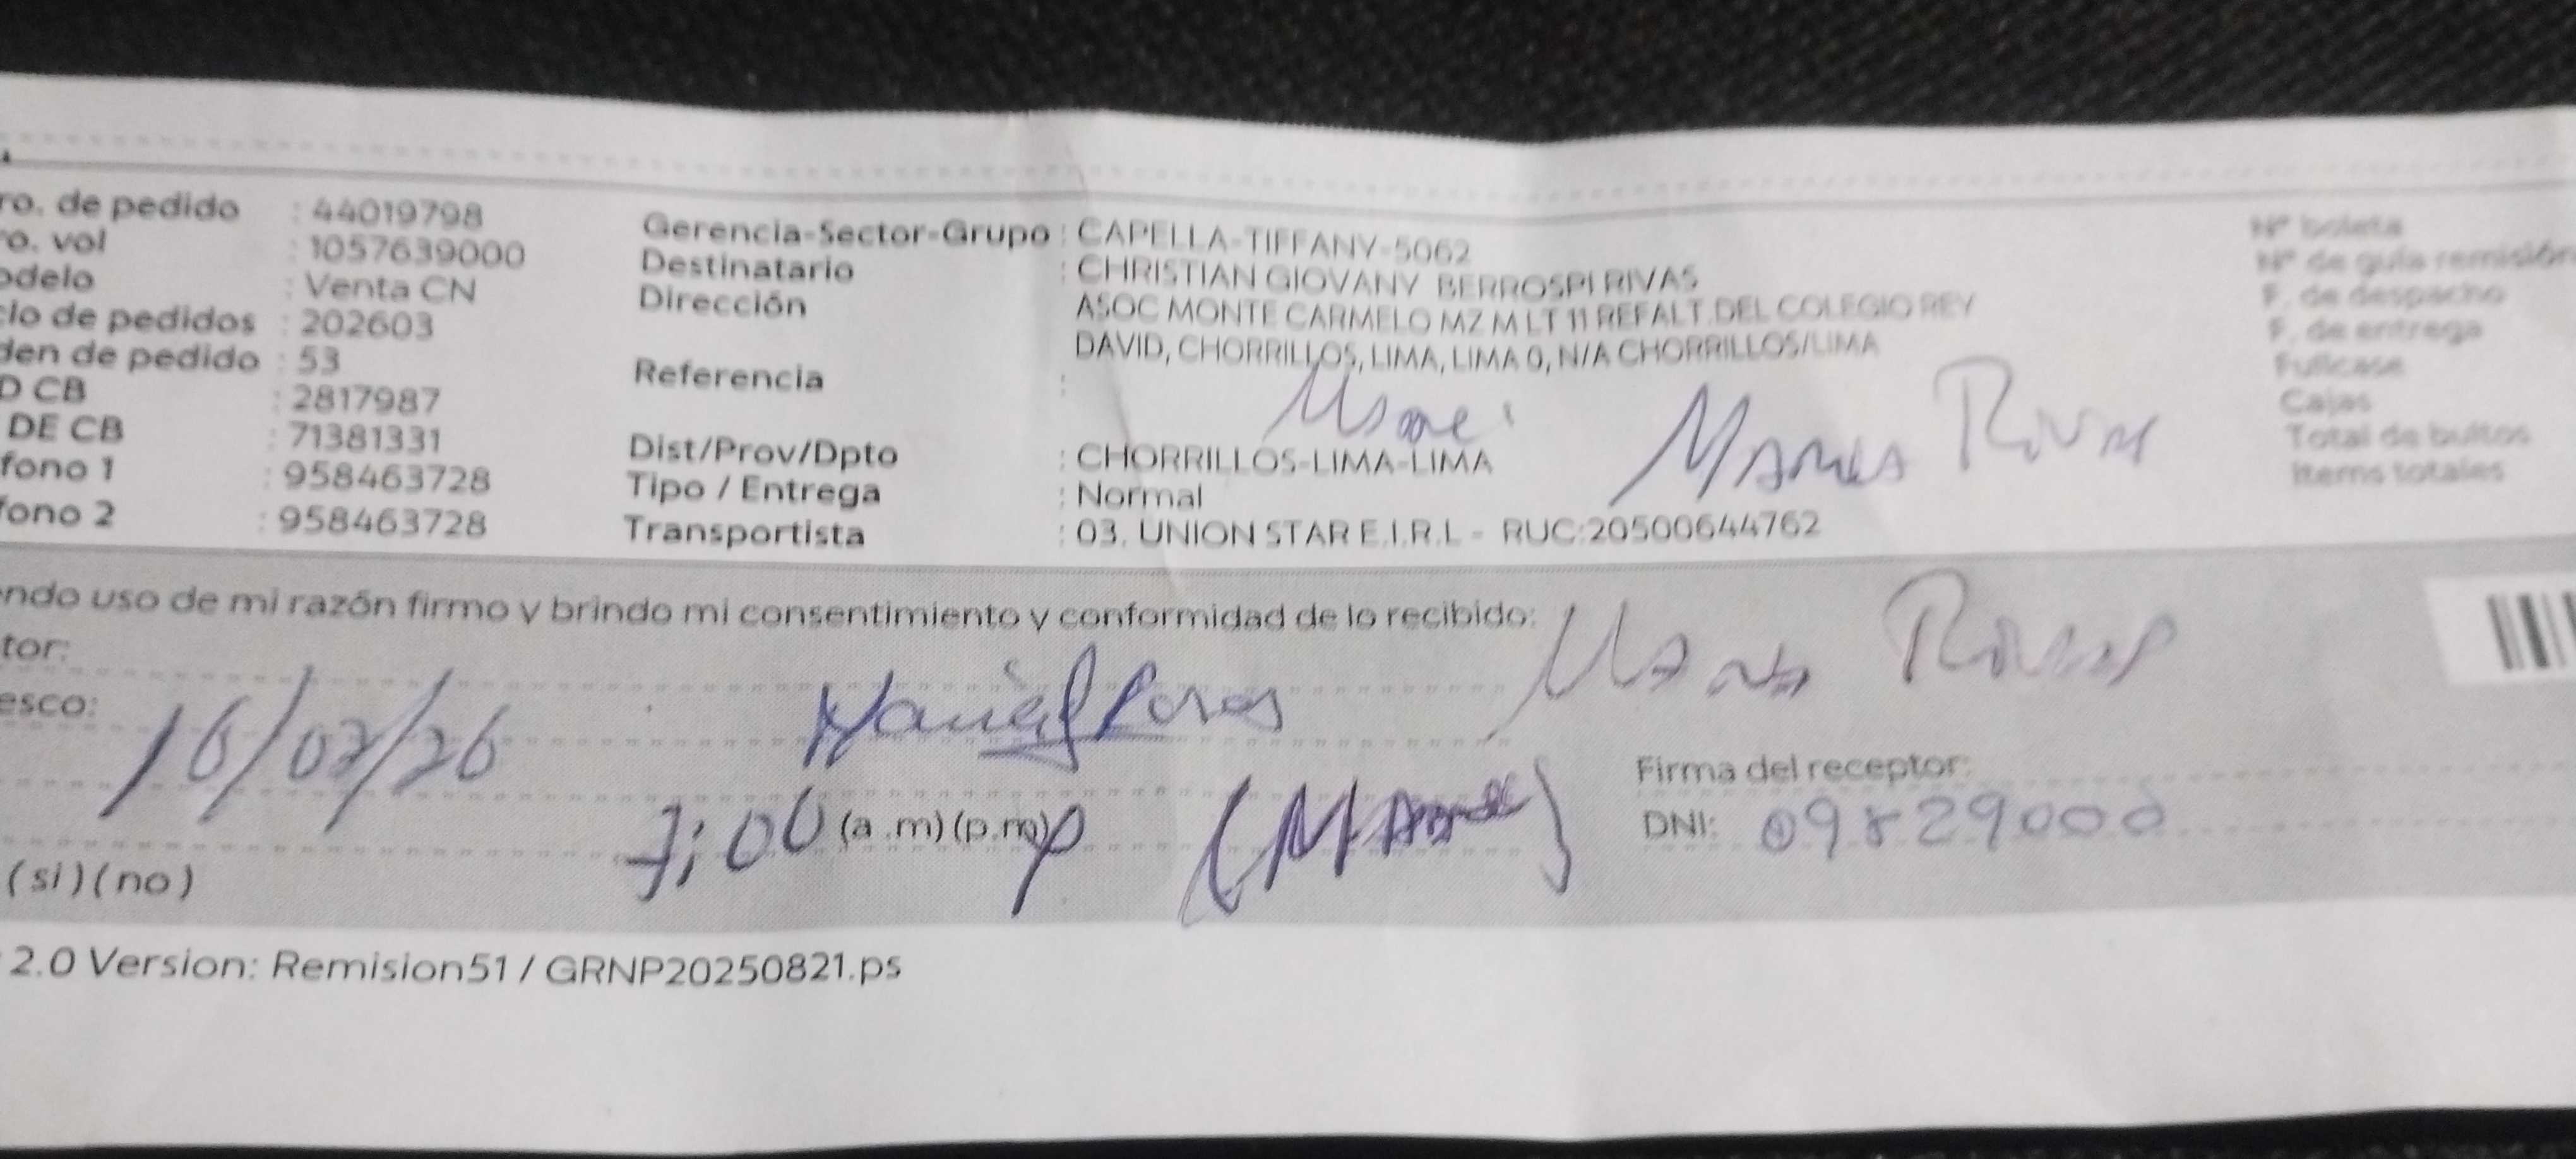 ro. de pedido : 44019798
ro. vol : 1057639000
odelo : Venta CN
clo de pedidos : 202603
den de pedido : 53
D CB : 2817987
DE CB : 71381331
fono 1 : 958463728
fono 2 : 958463728
Gerencia-Sector-Grupo : CAPELLA-TIFFANY-5062
Destinatario : CHRISTIAN GIOVANY BERROSPI RIVAS
Dirección ASOC MONTE CARMELO MZ M LT 11 REFALT.DEL COLEGIO REY
DAVID, CHORRILLOS, LIMA, LIMA 0, N/A CHORRILLOS/LIMA
Referencia :
Dist/Prov/Dpto : CHORRILLOS-LIMA-LIMA
Tipo / Entrega : Normal
Transportista : 03. UNION STAR E.I.R.L - RUC:20500644762
Nº boleta
Nº de guía remisión
F. de despacho
F. de entrega
Fullcase
Cajas
Total de bultos
Items totales
ndo uso de mi razón firmo y brindo mi consentimiento y conformidad de lo recibido:
tor:
esco:
16/02/26
7:00 (a.m)(p.m)
Firma del receptor:
DNI: 09829000
(si)(no)
2.0 Version: Remision51 / GRNP20250821.ps